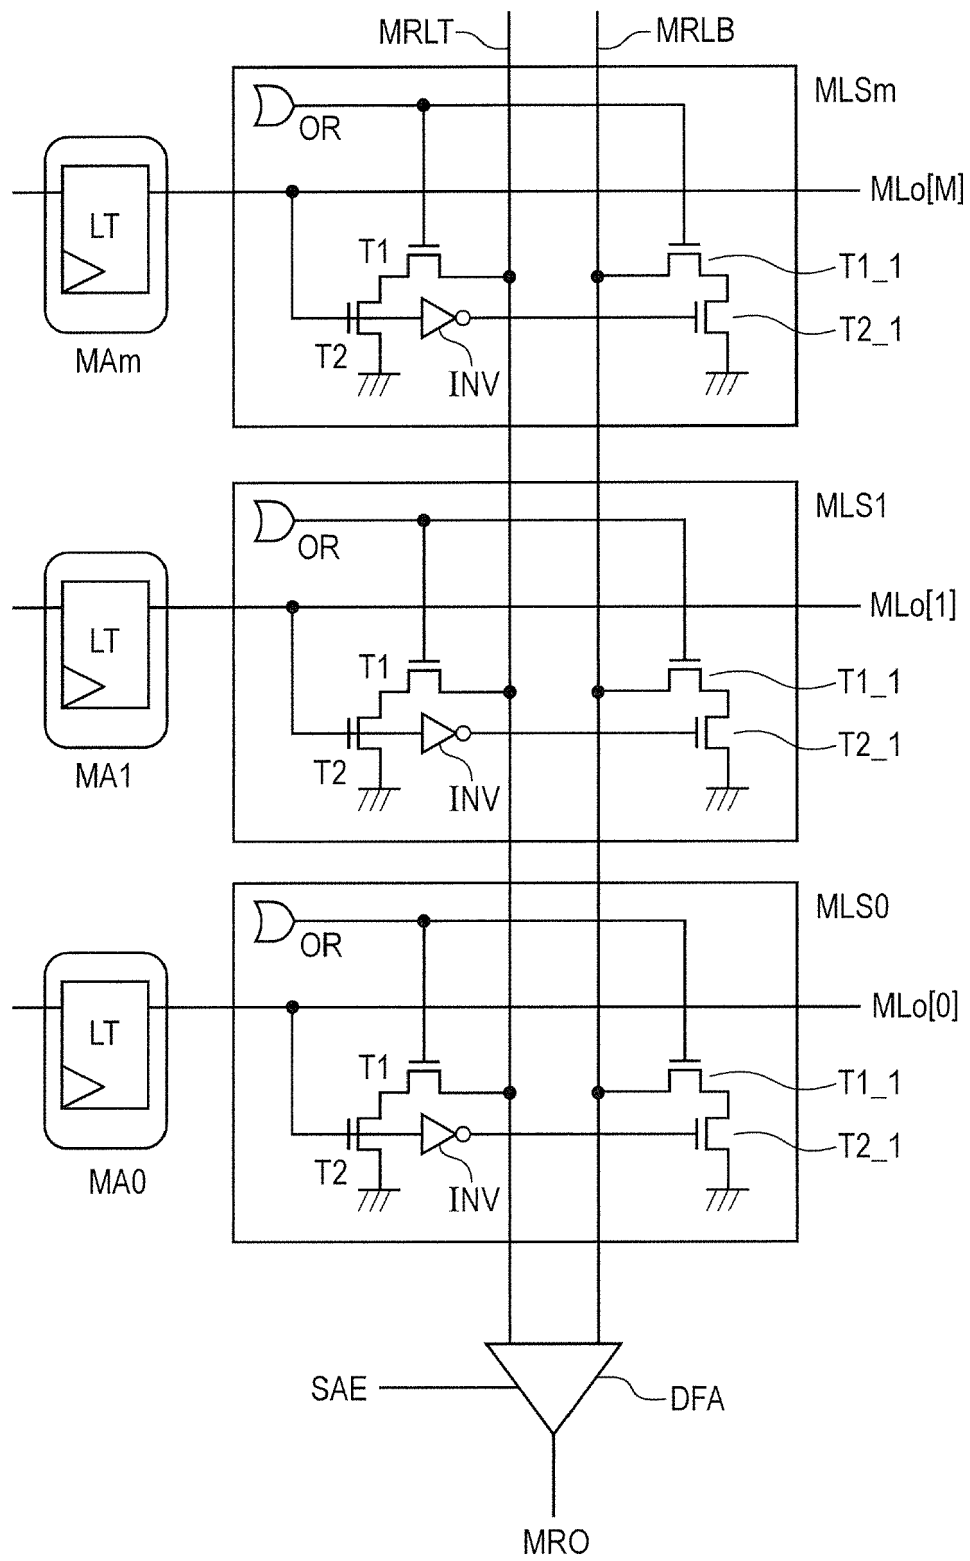 MRLT
MRLB
MLSm
OR
LT
MLo[M]
T1
T1_1
T2
T2_1
INV
MAm
MLS1
OR
LT
MLo[1]
T1
T1_1
T2
T2_1
INV
MA1
MLS0
OR
LT
MLo[0]
T1
T1_1
T2
T2_1
INV
MA0
SAE
DFA
MRO